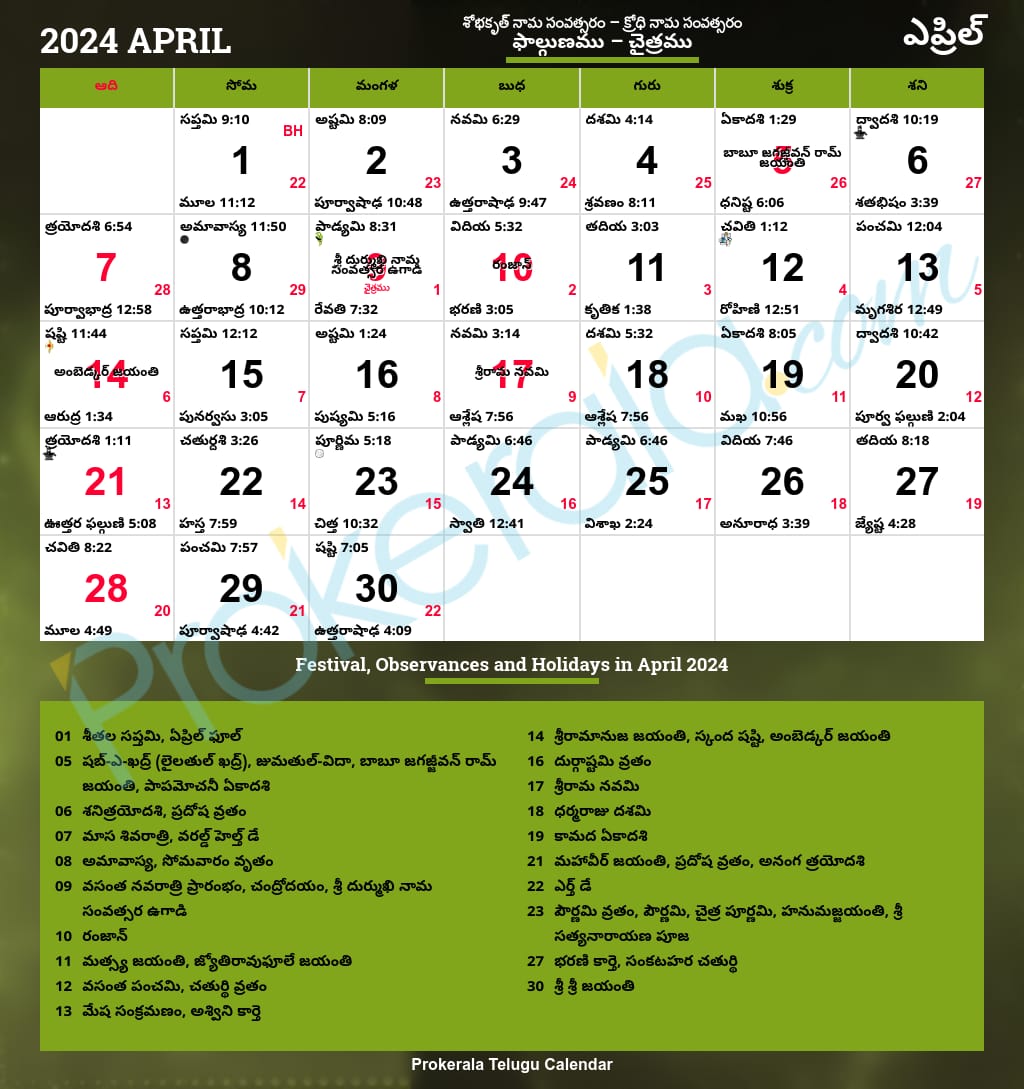 2024 APRIL
శోభకృత్ నామ సంవత్సరం – క్రోధి నామ సంవత్సరం
ఫాల్గుణము – చైత్రము
ఎప్రిల్
ఆది సోమ మంగళ బుధ గురు శుక్ర శని
సప్తమి 9:10 అష్టమి 8:09 నవమి 6:29 దశమి 4:14 ఏకాదశి 1:29 ద్వాదశి 10:19
BH
బాబూ జగజ్జీవన్ రామ్
జయంతి
1 2 3 4 5 6
22 23 24 25 26 27
మూల 11:12 పూర్వాషాఢ 10:48 ఉత్తరాషాఢ 9:47 శ్రవణం 8:11 ధనిష్ట 6:06 శతభిషం 3:39
త్రయోదశి 6:54 అమావాస్య 11:50 పాడ్యమి 8:31 విదియ 5:32 తదియ 3:03 చవితి 1:12 పంచమి 12:04
శ్రీ దుర్ముఖి నామ
సంవత్సర ఉగాడి
రంజాన్
7 8 9 10 11 12 13
చైత్రము
28 29 1 2 3 4 5
పూర్వాభాద్ర 12:58 ఉత్తరాభాద్ర 10:12 రేవతి 7:32 భరణి 3:05 కృతిక 1:38 రోహిణి 12:51 మృగశిర 12:49
షష్టి 11:44 సప్తమి 12:12 అష్టమి 1:24 నవమి 3:14 దశమి 5:32 ఏకాదశి 8:05 ద్వాదశి 10:42
అంబెడ్కర్ జయంతి శ్రీరామ నవమి
14 15 16 17 18 19 20
6 7 8 9 10 11 12
ఆరుద్ర 1:34 పునర్వసు 3:05 పుష్యమి 5:16 ఆశ్లేష 7:56 ఆశ్లేష 7:56 మఖ 10:56 పూర్వ ఫల్గుణి 2:04
త్రయోదశి 1:11 చతుర్దశి 3:26 పూర్ణిమ 5:18 పాడ్యమి 6:46 పాడ్యమి 6:46 విదియ 7:46 తదియ 8:18
21 22 23 24 25 26 27
13 14 15 16 17 18 19
ఊత్తర ఫల్గుణి 5:08 హస్త 7:59 చిత్త 10:32 స్వాతి 12:41 విశాఖ 2:24 అనూరాధ 3:39 జ్యేష్ట 4:28
చవితి 8:22 పంచమి 7:57 షష్టి 7:05
28 29 30
20 21 22
మూల 4:49 పూర్వాషాఢ 4:42 ఉత్తరాషాఢ 4:09
Prokerala.com
Festival, Observances and Holidays in April 2024
01 శీతల సప్తమి, ఏప్రిల్ ఫూల్
05 షబ్-ఎ-ఖద్ర్ (లైలతుల్ ఖద్ర్), జుమతుల్-విదా, బాబూ జగజ్జీవన్ రామ్
జయంతి, పాపమోచనీ ఏకాదశి
06 శనిత్రయోదశి, ప్రదోష వ్రతం
07 మాస శివరాత్రి, వరల్డ్ హెల్త్ డే
08 అమావాస్య, సోమవారం వృతం
09 వసంత నవరాత్రి ప్రారంభం, చంద్రోదయం, శ్రీ దుర్ముఖి నామ
సంవత్సర ఉగాడి
10 రంజాన్
11 మత్స్య జయంతి, జ్యోతిరావుఫూలే జయంతి
12 వసంత పంచమి, చతుర్థి వ్రతం
13 మేష సంక్రమణం, అశ్విని కార్తె
14 శ్రీరామానుజ జయంతి, స్కంద షష్టి, అంబెడ్కర్ జయంతి
16 దుర్గాష్టమి వ్రతం
17 శ్రీరామ నవమి
18 ధర్మరాజు దశమి
19 కామద ఏకాదశి
21 మహావీర్ జయంతి, ప్రదోష వ్రతం, అనంగ త్రయోదశి
22 ఎర్త్ డే
23 పౌర్ణమి వ్రతం, పౌర్ణమి, చైత్ర పూర్ణమి, హనుమజ్జయంతి, శ్రీ
సత్యనారాయణ పూజ
27 భరణి కార్తె, సంకటహర చతుర్థి
30 శ్రీ శ్రీ జయంతి
Prokerala Telugu Calendar